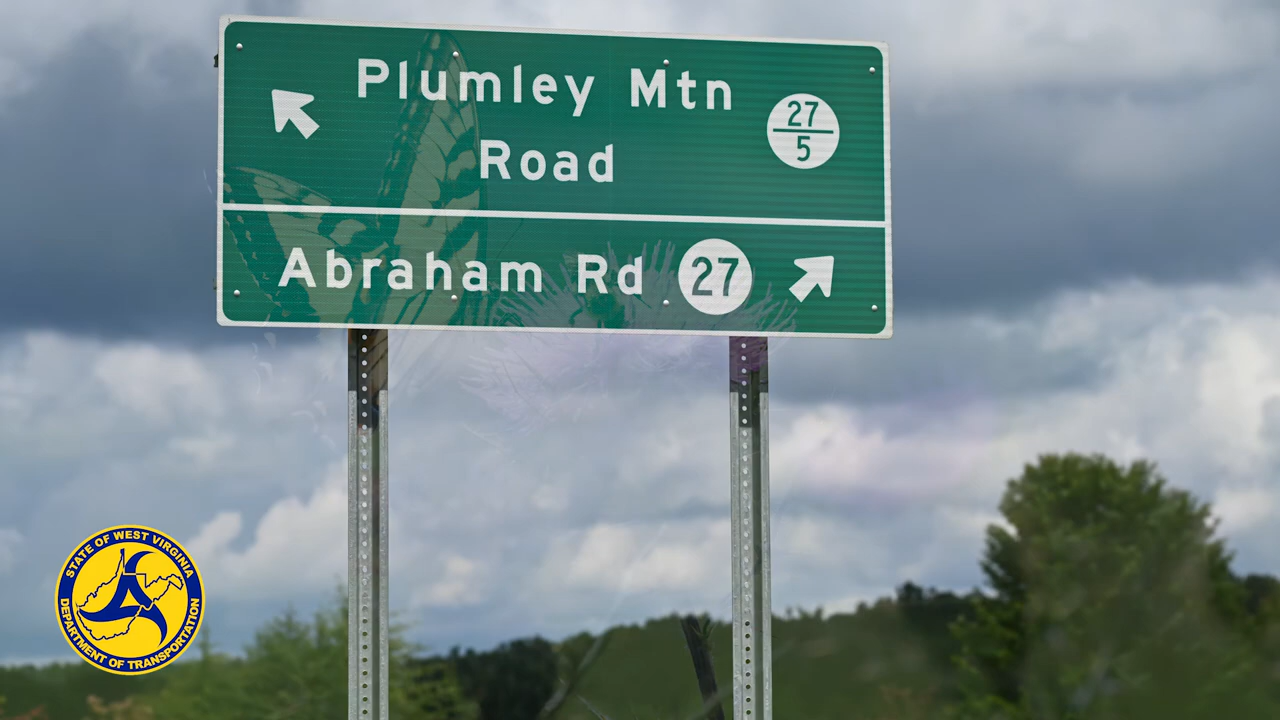 Plumley Mtn
Road
27
5
Abraham Rd 27
STATE OF WEST VIRGINIA
DEPARTMENT OF TRANSPORTATION